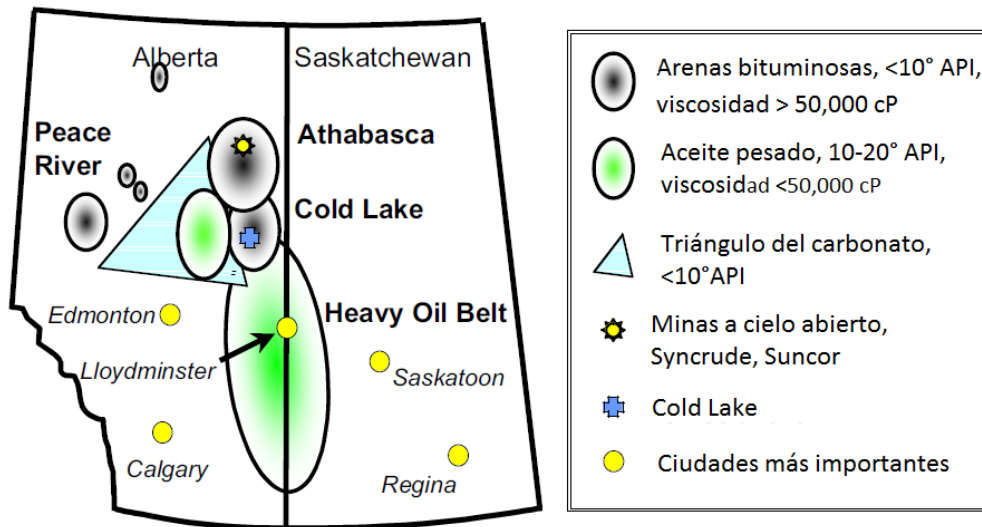 Alberta
Saskatchewan
Peace
River
Athabasca
Cold Lake
Heavy Oil Belt
Edmonton
Lloydminster
Saskatoon
Calgary
Regina
Arenas bituminosas, <10° API,
viscosidad > 50,000 cP
Aceite pesado, 10-20° API,
viscosidad <50,000 cP
Triángulo del carbonato,
<10°API
Minas a cielo abierto,
Syncrude, Suncor
Cold Lake
Ciudades más importantes